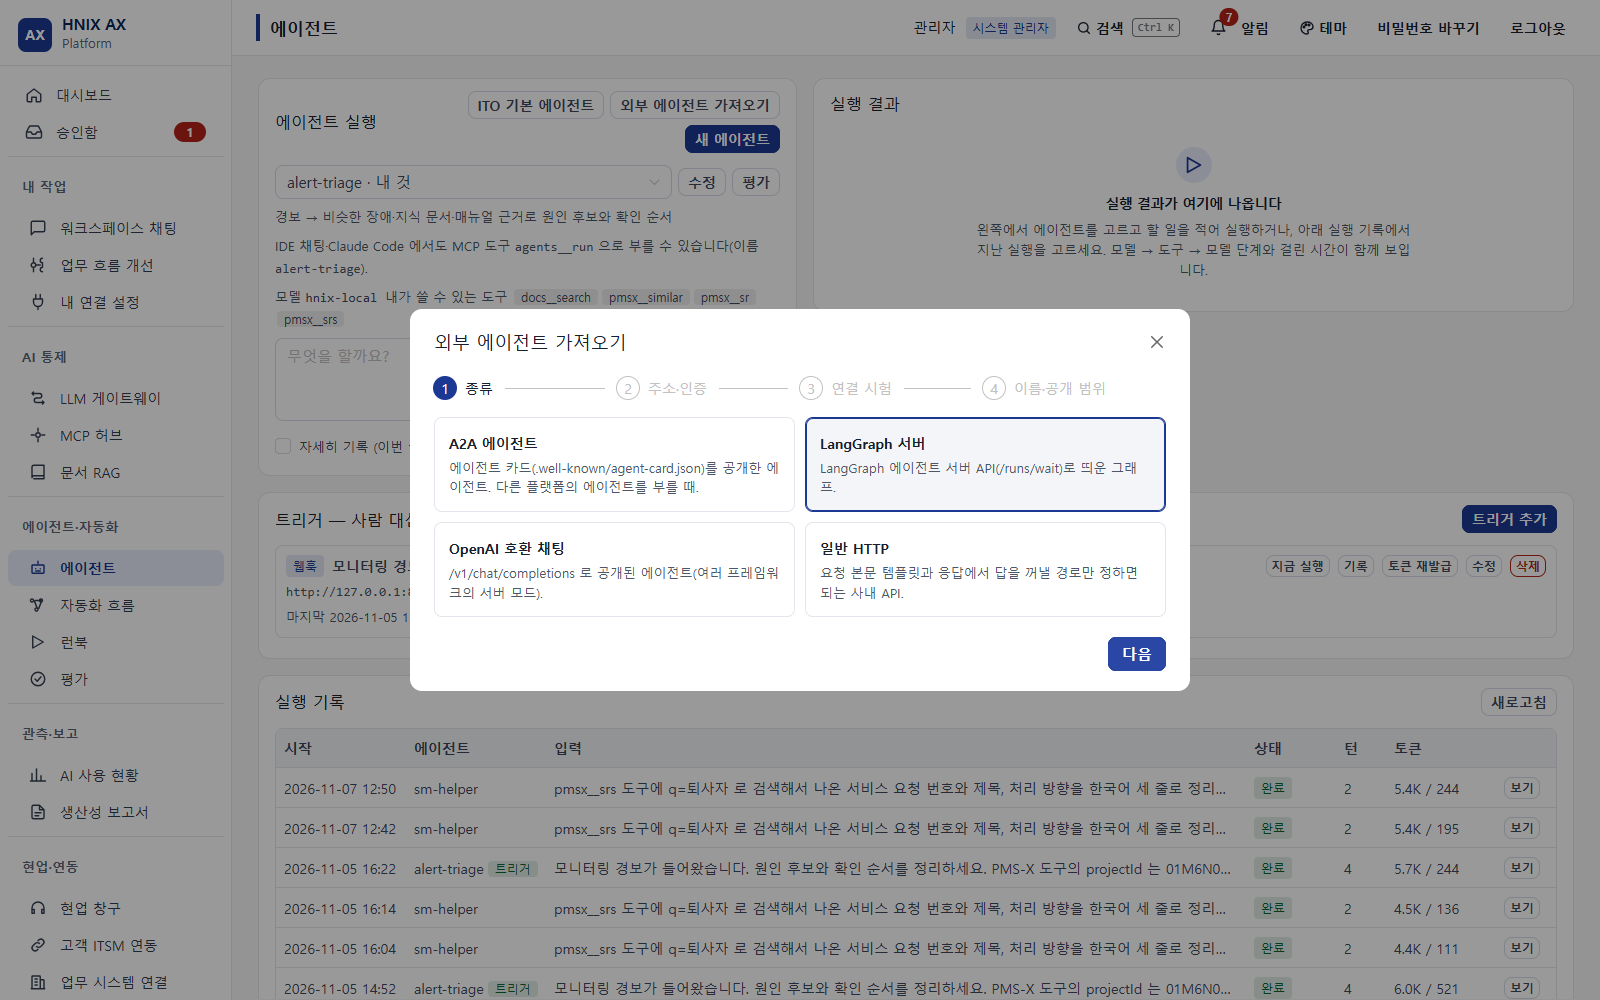 AX
HNIX AX
Platform
에이전트
관리자
시스템 관리자
검색
Ctrl K
7
알림
테마
비밀번호 바꾸기
로그아웃
대시보드
승인함
1
내 작업
워크스페이스 채팅
업무 흐름 개선
내 연결 설정
AI 통제
LLM 게이트웨이
MCP 허브
문서 RAG
에이전트·자동화
에이전트
자동화 흐름
런북
평가
관측·보고
AI 사용 현황
생산성 보고서
현업·연동
현업 창구
고객 ITSM 연동
업무 시스템 연결
에이전트 실행
ITO 기본 에이전트
외부 에이전트 가져오기
새 에이전트
alert-triage · 내 것
수정
평가
경보 → 비슷한 장애·지식 문서·매뉴얼 근거로 원인 후보와 확인 순서
IDE 채팅·Claude Code 에서도 MCP 도구 agents__run 으로 부를 수 있습니다(이름
alert-triage).
모델 hnix-local 내가 쓸 수 있는 도구 docs__search pmsx__similar pmsx__sr
pmsx__srs
무엇을 할까요?
자세히 기록 (이번
실행 결과
실행 결과가 여기에 나옵니다
왼쪽에서 에이전트를 고르고 할 일을 적어 실행하거나, 아래 실행 기록에서
지난 실행을 고르세요. 모델 → 도구 → 모델 단계와 걸린 시간이 함께 보입
니다.
외부 에이전트 가져오기
1 종류
2 주소·인증
3 연결 시험
4 이름·공개 범위
A2A 에이전트
에이전트 카드(.well-known/agent-card.json)를 공개한 에
이전트. 다른 플랫폼의 에이전트를 부를 때.
LangGraph 서버
LangGraph 에이전트 서버 API(/runs/wait)로 띄운 그래
프.
OpenAI 호환 채팅
/v1/chat/completions 로 공개된 에이전트(여러 프레임워
크의 서버 모드).
일반 HTTP
요청 본문 템플릿과 응답에서 답을 꺼낼 경로만 정하면
되는 사내 API.
다음
트리거 — 사람 대신
트리거 추가
웹훅 모니터링 경보
http://127.0.0.1:8
마지막 2026-11-05 1
지금 실행
기록
토큰 재발급
수정
삭제
실행 기록
새로고침
시작 에이전트 입력 상태 턴 토큰
2026-11-07 12:50 sm-helper pmsx__srs 도구에 q=퇴사자 로 검색해서 나온 서비스 요청 번호와 제목, 처리 방향을 한국어 세 줄로 정리... 완료 2 5.4K / 244 보기
2026-11-07 12:42 sm-helper pmsx__srs 도구에 q=퇴사자 로 검색해서 나온 서비스 요청 번호와 제목, 처리 방향을 한국어 세 줄로 정리... 완료 2 5.4K / 195 보기
2026-11-05 16:22 alert-triage 트리거 모니터링 경보가 들어왔습니다. 원인 후보와 확인 순서를 정리하세요. PMS-X 도구의 projectId 는 01M6N0... 완료 4 5.7K / 244 보기
2026-11-05 16:14 sm-helper pmsx__srs 도구에 q=퇴사자 로 검색해서 나온 서비스 요청 번호와 제목, 처리 방향을 한국어 세 줄로 정리... 완료 2 4.5K / 136 보기
2026-11-05 16:04 sm-helper pmsx__srs 도구에 q=퇴사자 로 검색해서 나온 서비스 요청 번호와 제목, 처리 방향을 한국어 세 줄로 정리... 완료 2 4.4K / 111 보기
2026-11-05 14:52 alert-triage 트리거 모니터링 경보가 들어왔습니다. 원인 후보와 확인 순서를 정리하세요. PMS-X 도구의 projectId 는 01M6N0... 완료 4 6.0K / 521 보기